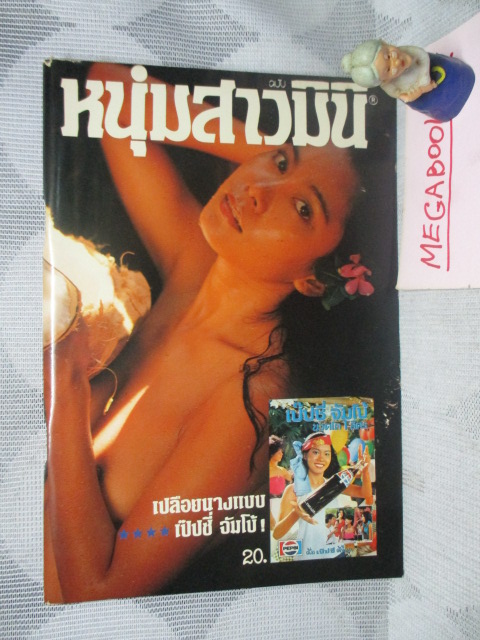 ฉบับ
หนุ่มสาวมินิ®
MEGABOOK
เป๊ปซี่ จัมโบ้
เปลือยนางแบบ
★★★★ เป๊ปซี่ จัมโบ้!
20.
PEPSI